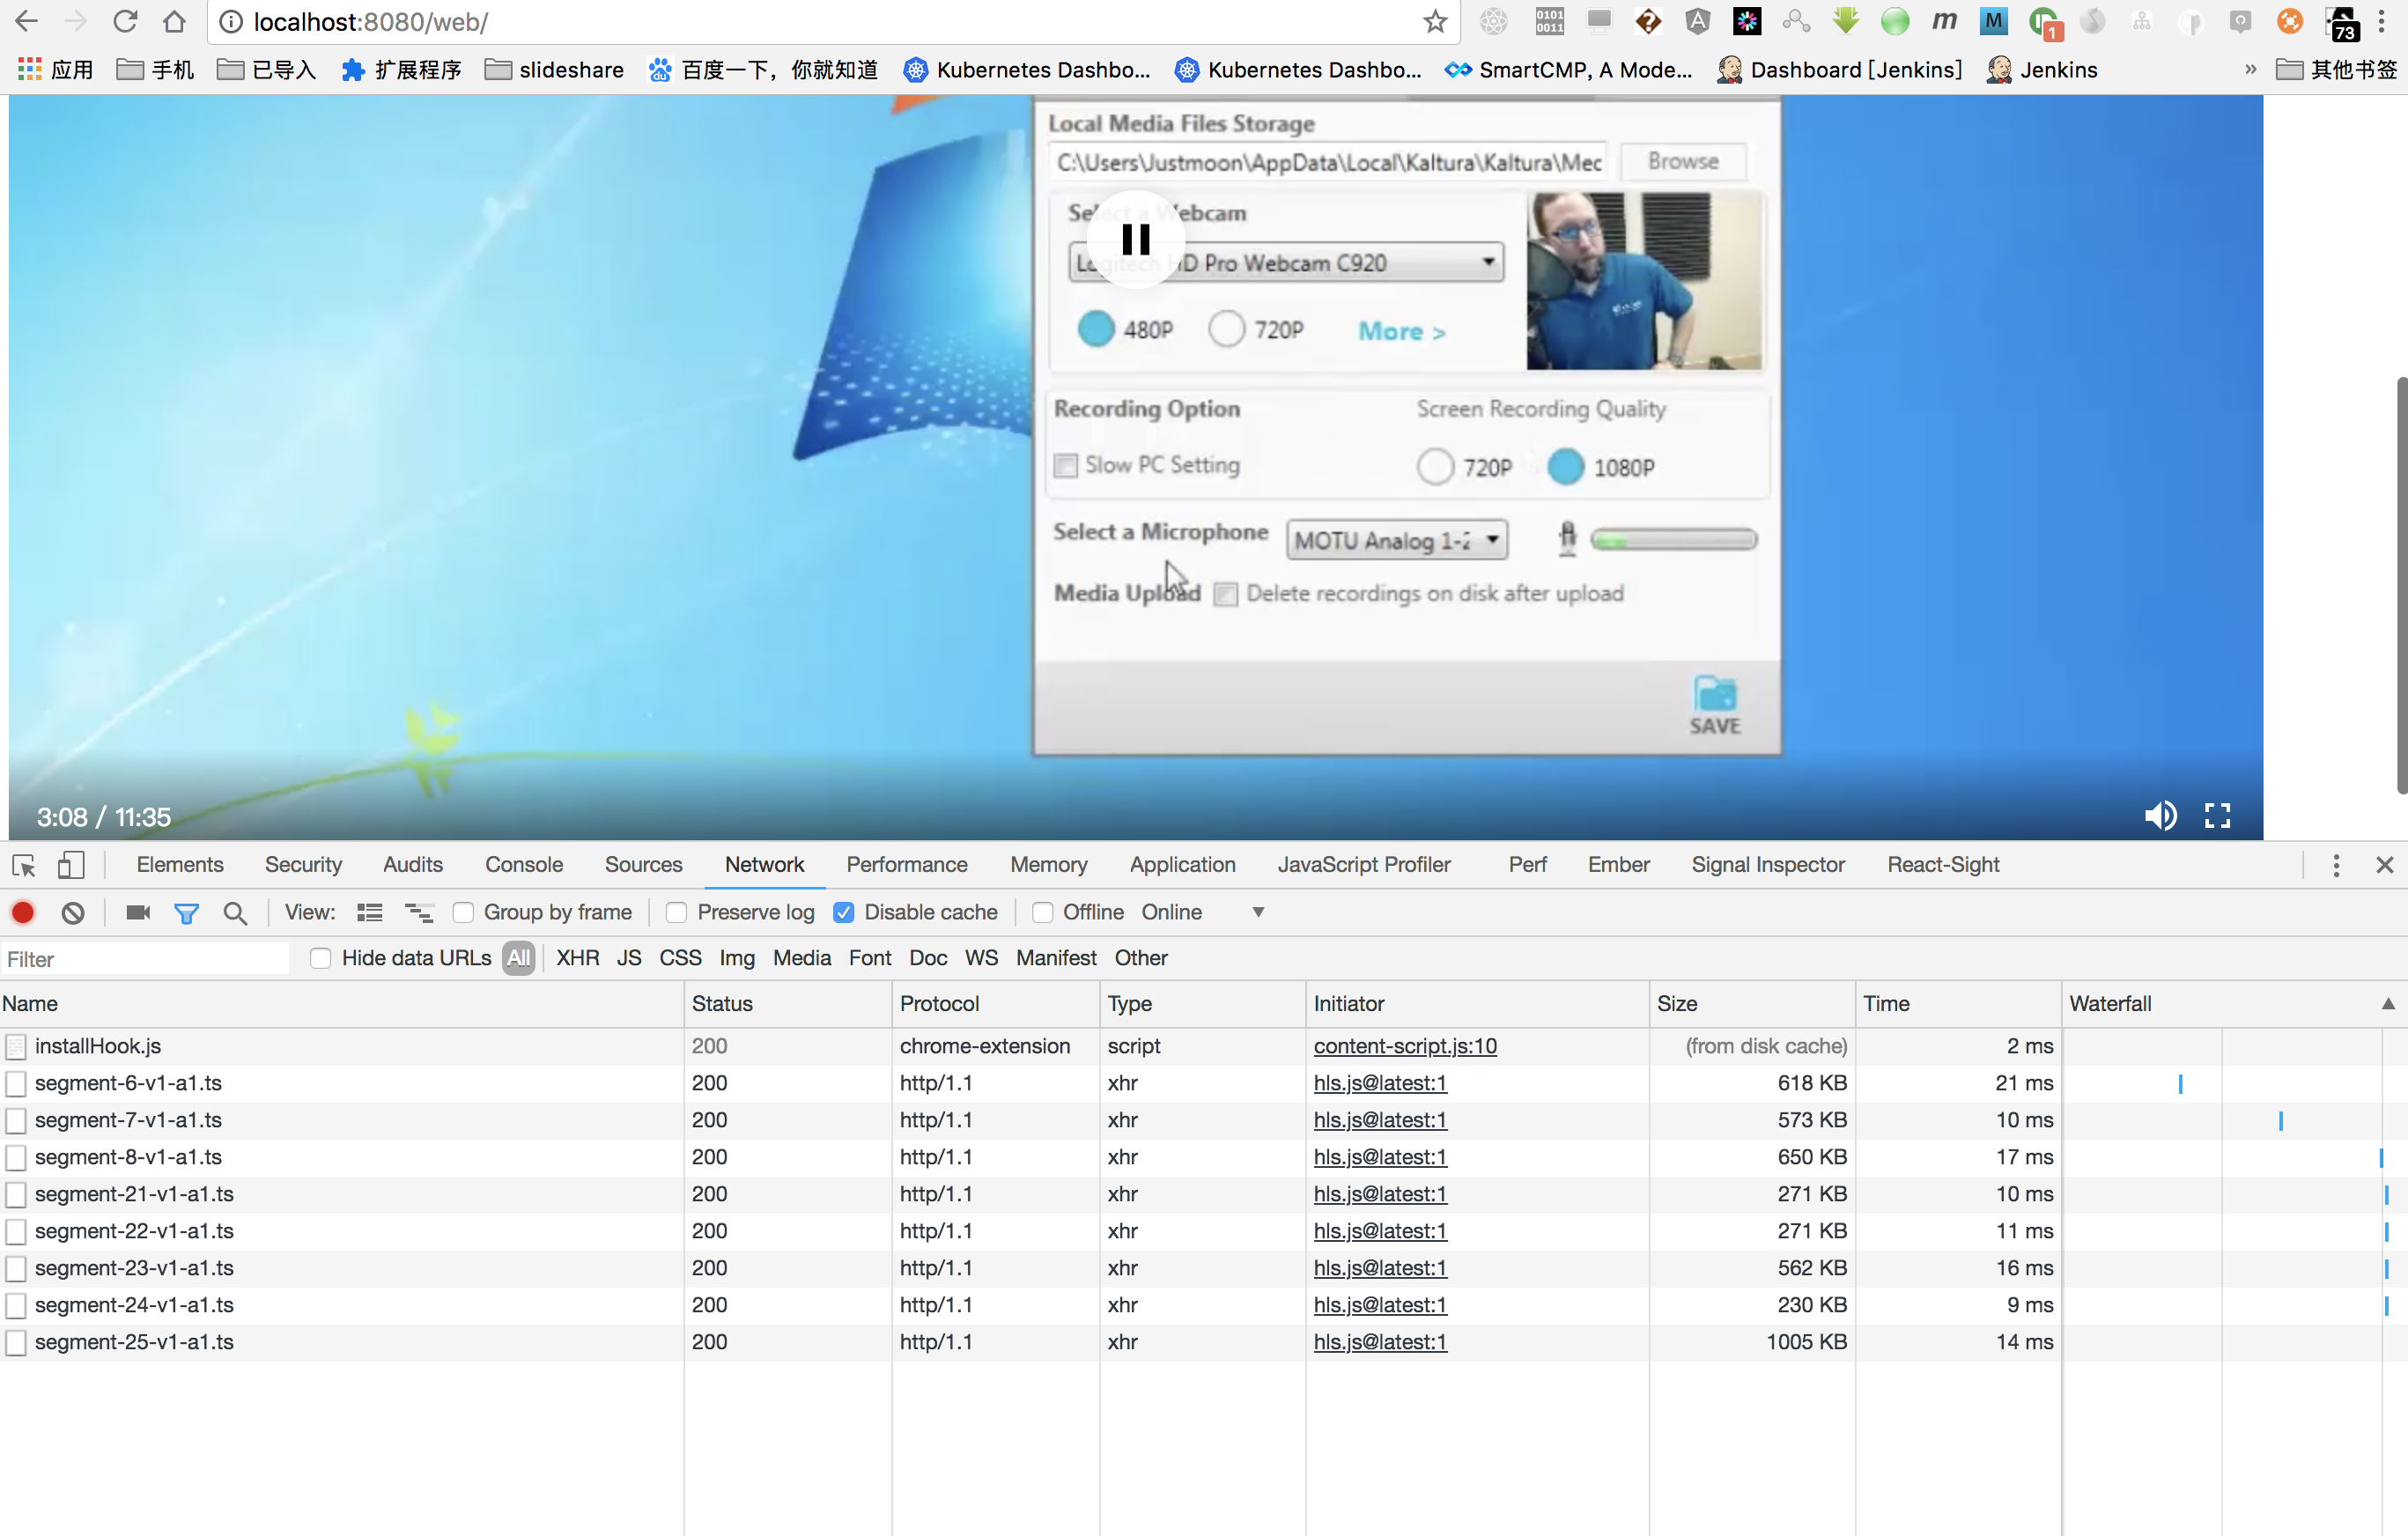 localhost:8080/web/
0101
0011
m
M
1
73
应用 手机 已导入 扩展程序 slideshare 百度一下，你就知道 Kubernetes Dashbo... Kubernetes Dashbo... SmartCMP, A Mode... Dashboard [Jenkins] Jenkins » 其他书签
Local Media Files Storage
C:\Users\Justmoon\AppData\Local\Kaltura\Kaltura\Mec Browse
Select a Webcam
Logitech HD Pro Webcam C920
480P 720P More >
Recording Option Screen Recording Quality
Slow PC Setting 720P 1080P
Select a Microphone MOTU Analog 1-2
Media Upload Delete recordings on disk after upload
SAVE
3:08 / 11:35
Elements Security Audits Console Sources Network Performance Memory Application JavaScript Profiler Perf Ember Signal Inspector React-Sight
View: Group by frame Preserve log Disable cache Offline Online
Filter Hide data URLs All XHR JS CSS Img Media Font Doc WS Manifest Other
Name Status Protocol Type Initiator Size Time Waterfall
installHook.js 200 chrome-extension script content-script.js:10 (from disk cache) 2 ms
segment-6-v1-a1.ts 200 http/1.1 xhr hls.js@latest:1 618 KB 21 ms
segment-7-v1-a1.ts 200 http/1.1 xhr hls.js@latest:1 573 KB 10 ms
segment-8-v1-a1.ts 200 http/1.1 xhr hls.js@latest:1 650 KB 17 ms
segment-21-v1-a1.ts 200 http/1.1 xhr hls.js@latest:1 271 KB 10 ms
segment-22-v1-a1.ts 200 http/1.1 xhr hls.js@latest:1 271 KB 11 ms
segment-23-v1-a1.ts 200 http/1.1 xhr hls.js@latest:1 562 KB 16 ms
segment-24-v1-a1.ts 200 http/1.1 xhr hls.js@latest:1 230 KB 9 ms
segment-25-v1-a1.ts 200 http/1.1 xhr hls.js@latest:1 1005 KB 14 ms